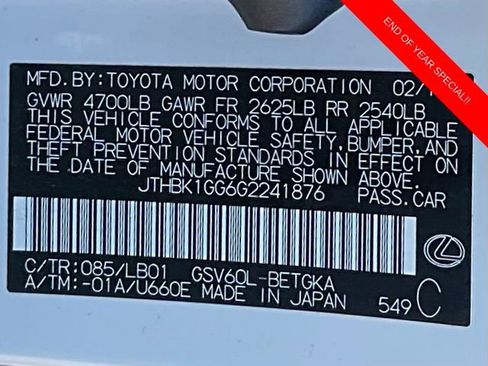 END OF YEAR SPECIAL!!
MFD.BY:TOYOTA MOTOR CORPORATION 02/1
GVWR 4700LB GAWR FR 2625LB RR 2540LB
THIS VEHICLE CONFORMS TO ALL APPLICABLE
FEDERAL MOTOR VEHICLE SAFETY,BUMPER,AND
THEFT PREVENTION STANDARDS IN EFFECT ON
THE DATE OF MANUFACTURE SHOWN ABOVE.
JTHBK1GG6G2241876 PASS.CAR
C/TR:085/LB01 GSV60L-BETGKA
A/TM:-01A/U660E MADE IN JAPAN 549 C